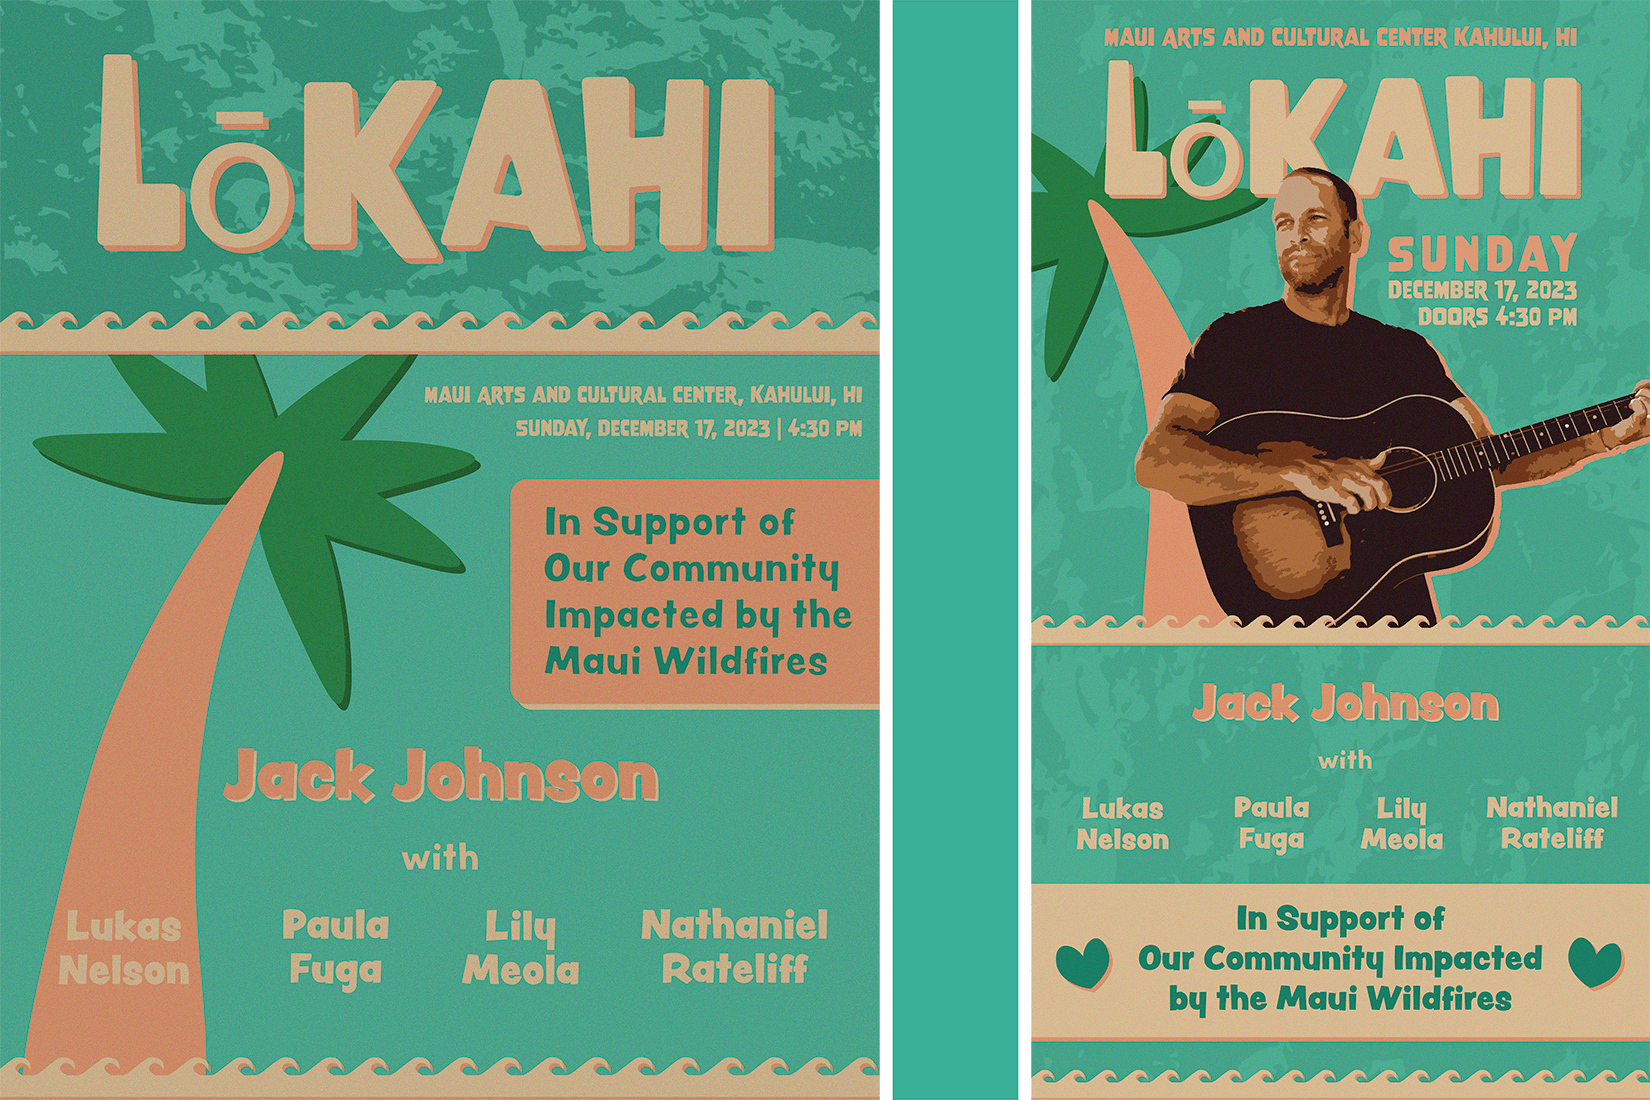 LōKAHI
MAUI ARTS AND CULTURAL CENTER, KAHULUI, HI
SUNDAY, DECEMBER 17, 2023 | 4:30 PM
In Support of
Our Community
Impacted by the
Maui Wildfires
Jack Johnson
with
Lukas Nelson
Paula Fuga
Lily Meola
Nathaniel Rateliff
MAUI ARTS AND CULTURAL CENTER KAHULUI, HI
LōKAHI
SUNDAY
DECEMBER 17, 2023
DOORS 4:30 PM
Jack Johnson
with
Lukas Nelson
Paula Fuga
Lily Meola
Nathaniel Rateliff
In Support of
Our Community Impacted
by the Maui Wildfires